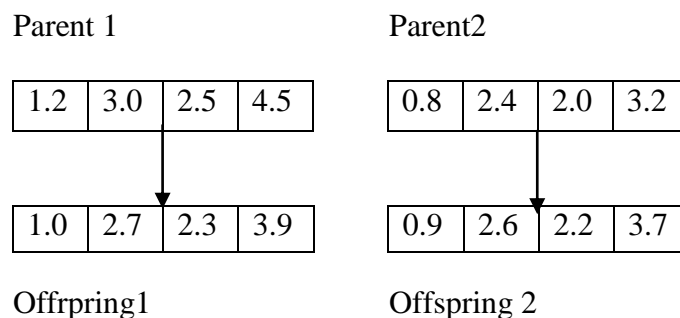 Parent 1 Parent2
1.2 3.0 2.5 4.5 0.8 2.4 2.0 3.2
1.0 2.7 2.3 3.9 0.9 2.6 2.2 3.7
Offrpring1 Offspring 2